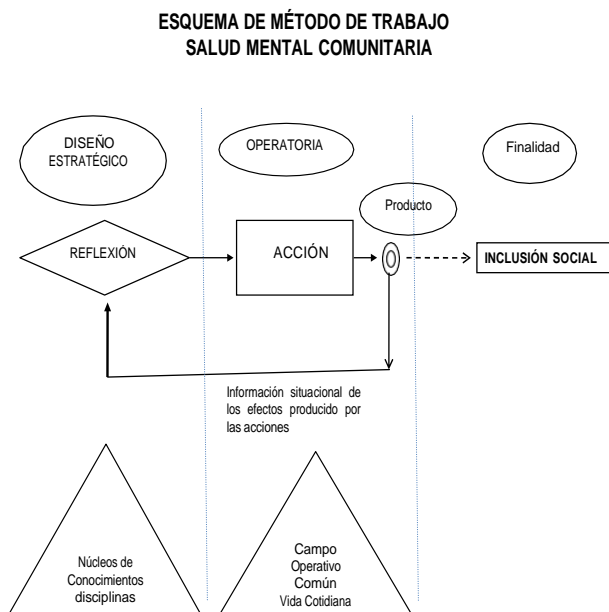 ESQUEMA DE MÉTODO DE TRABAJO
SALUD MENTAL COMUNITARIA
DISEÑO
ESTRATÉGICO
OPERATORIA
Finalidad
Producto
REFLEXIÓN
ACCIÓN
INCLUSIÓN SOCIAL
Información situacional de
los efectos producido por
las acciones
Núcleos de
Conocimientos
disciplinas
Campo
Operativo
Común
Vida Cotidiana